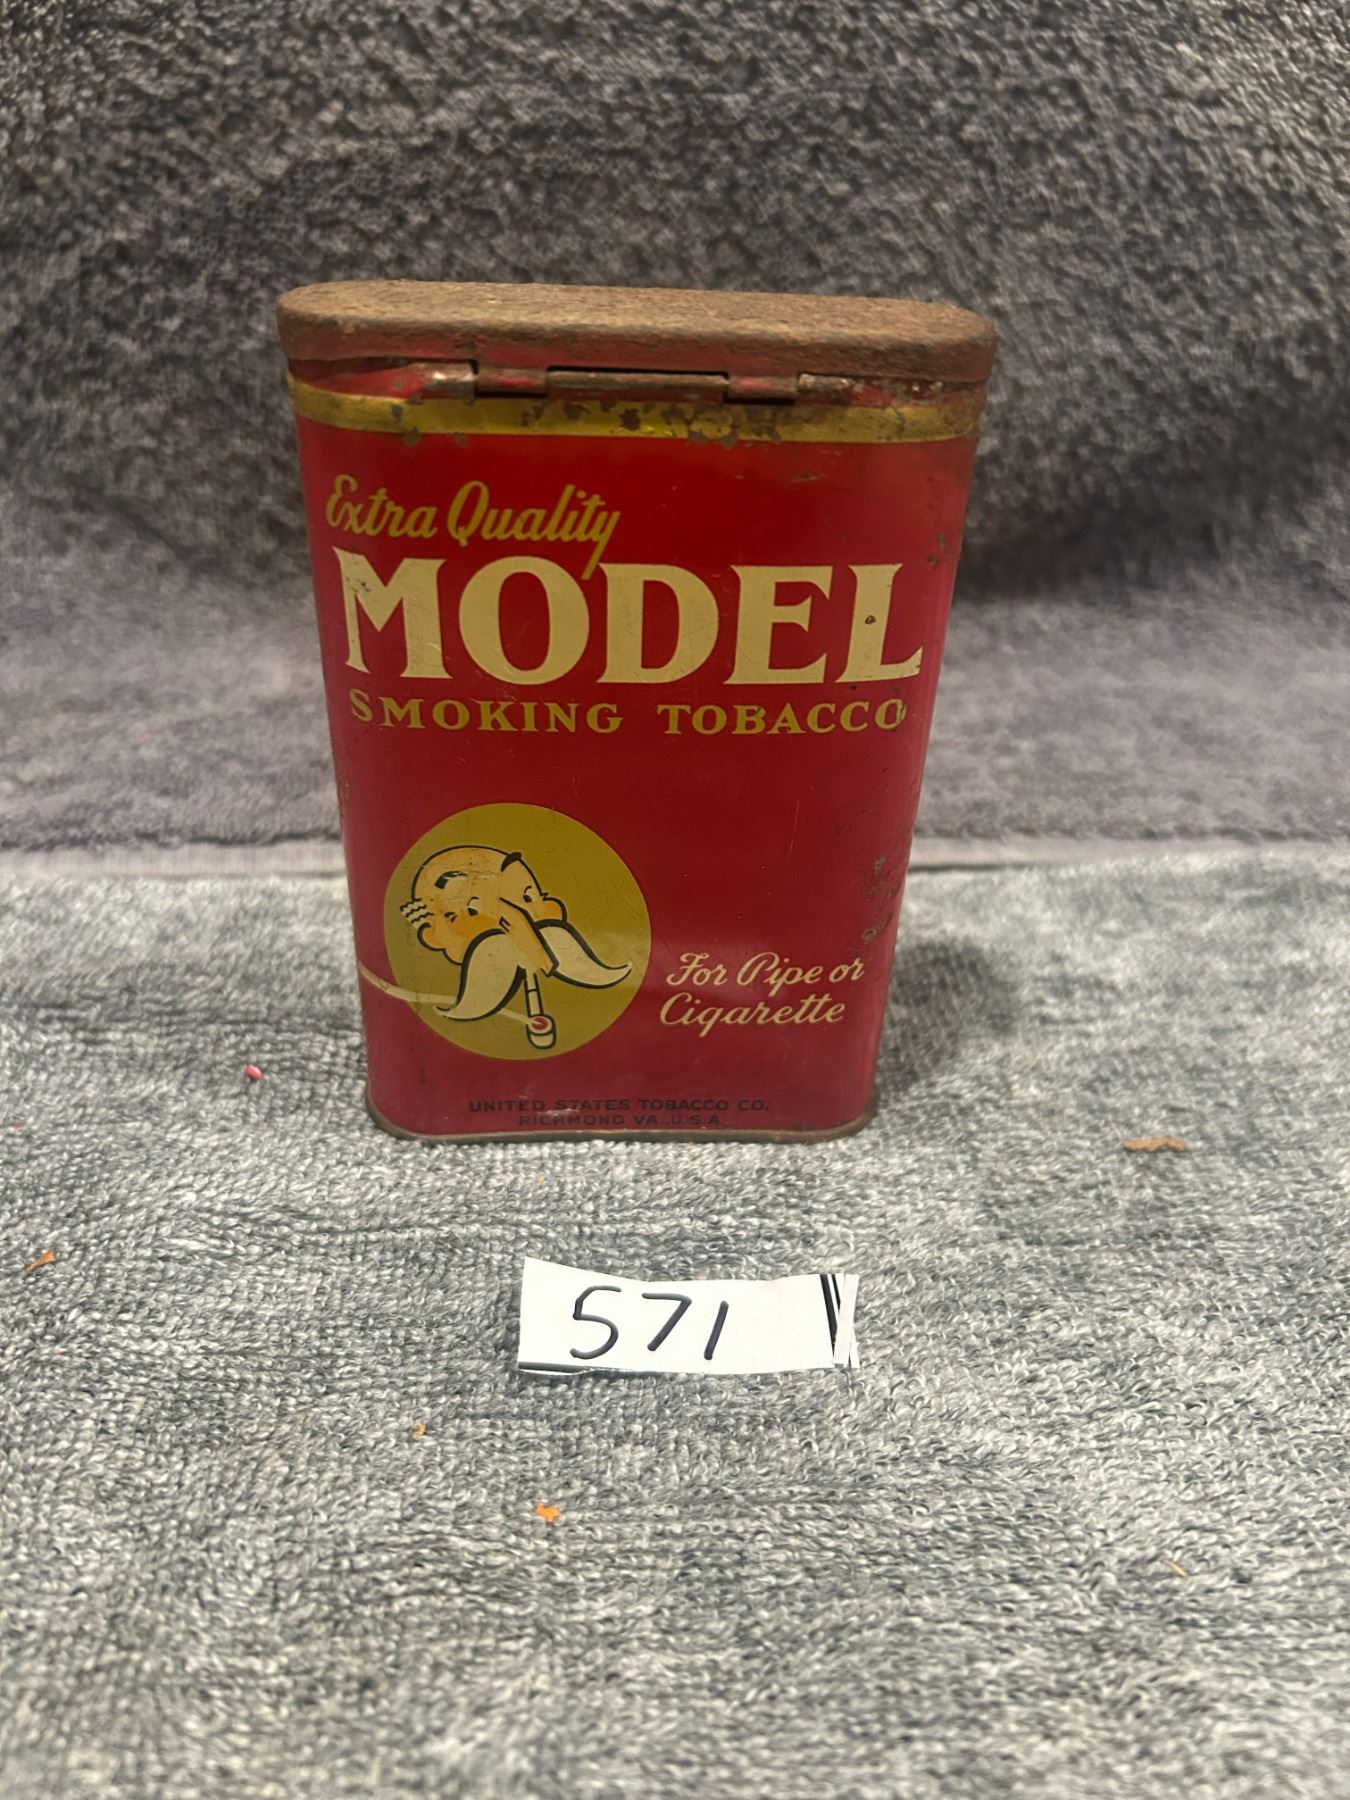 Extra Quality
MODEL
SMOKING TOBACCO
For Pipe or
Cigarette
UNITED STATES TOBACCO CO.
RICHMOND VA. U.S.A.
571